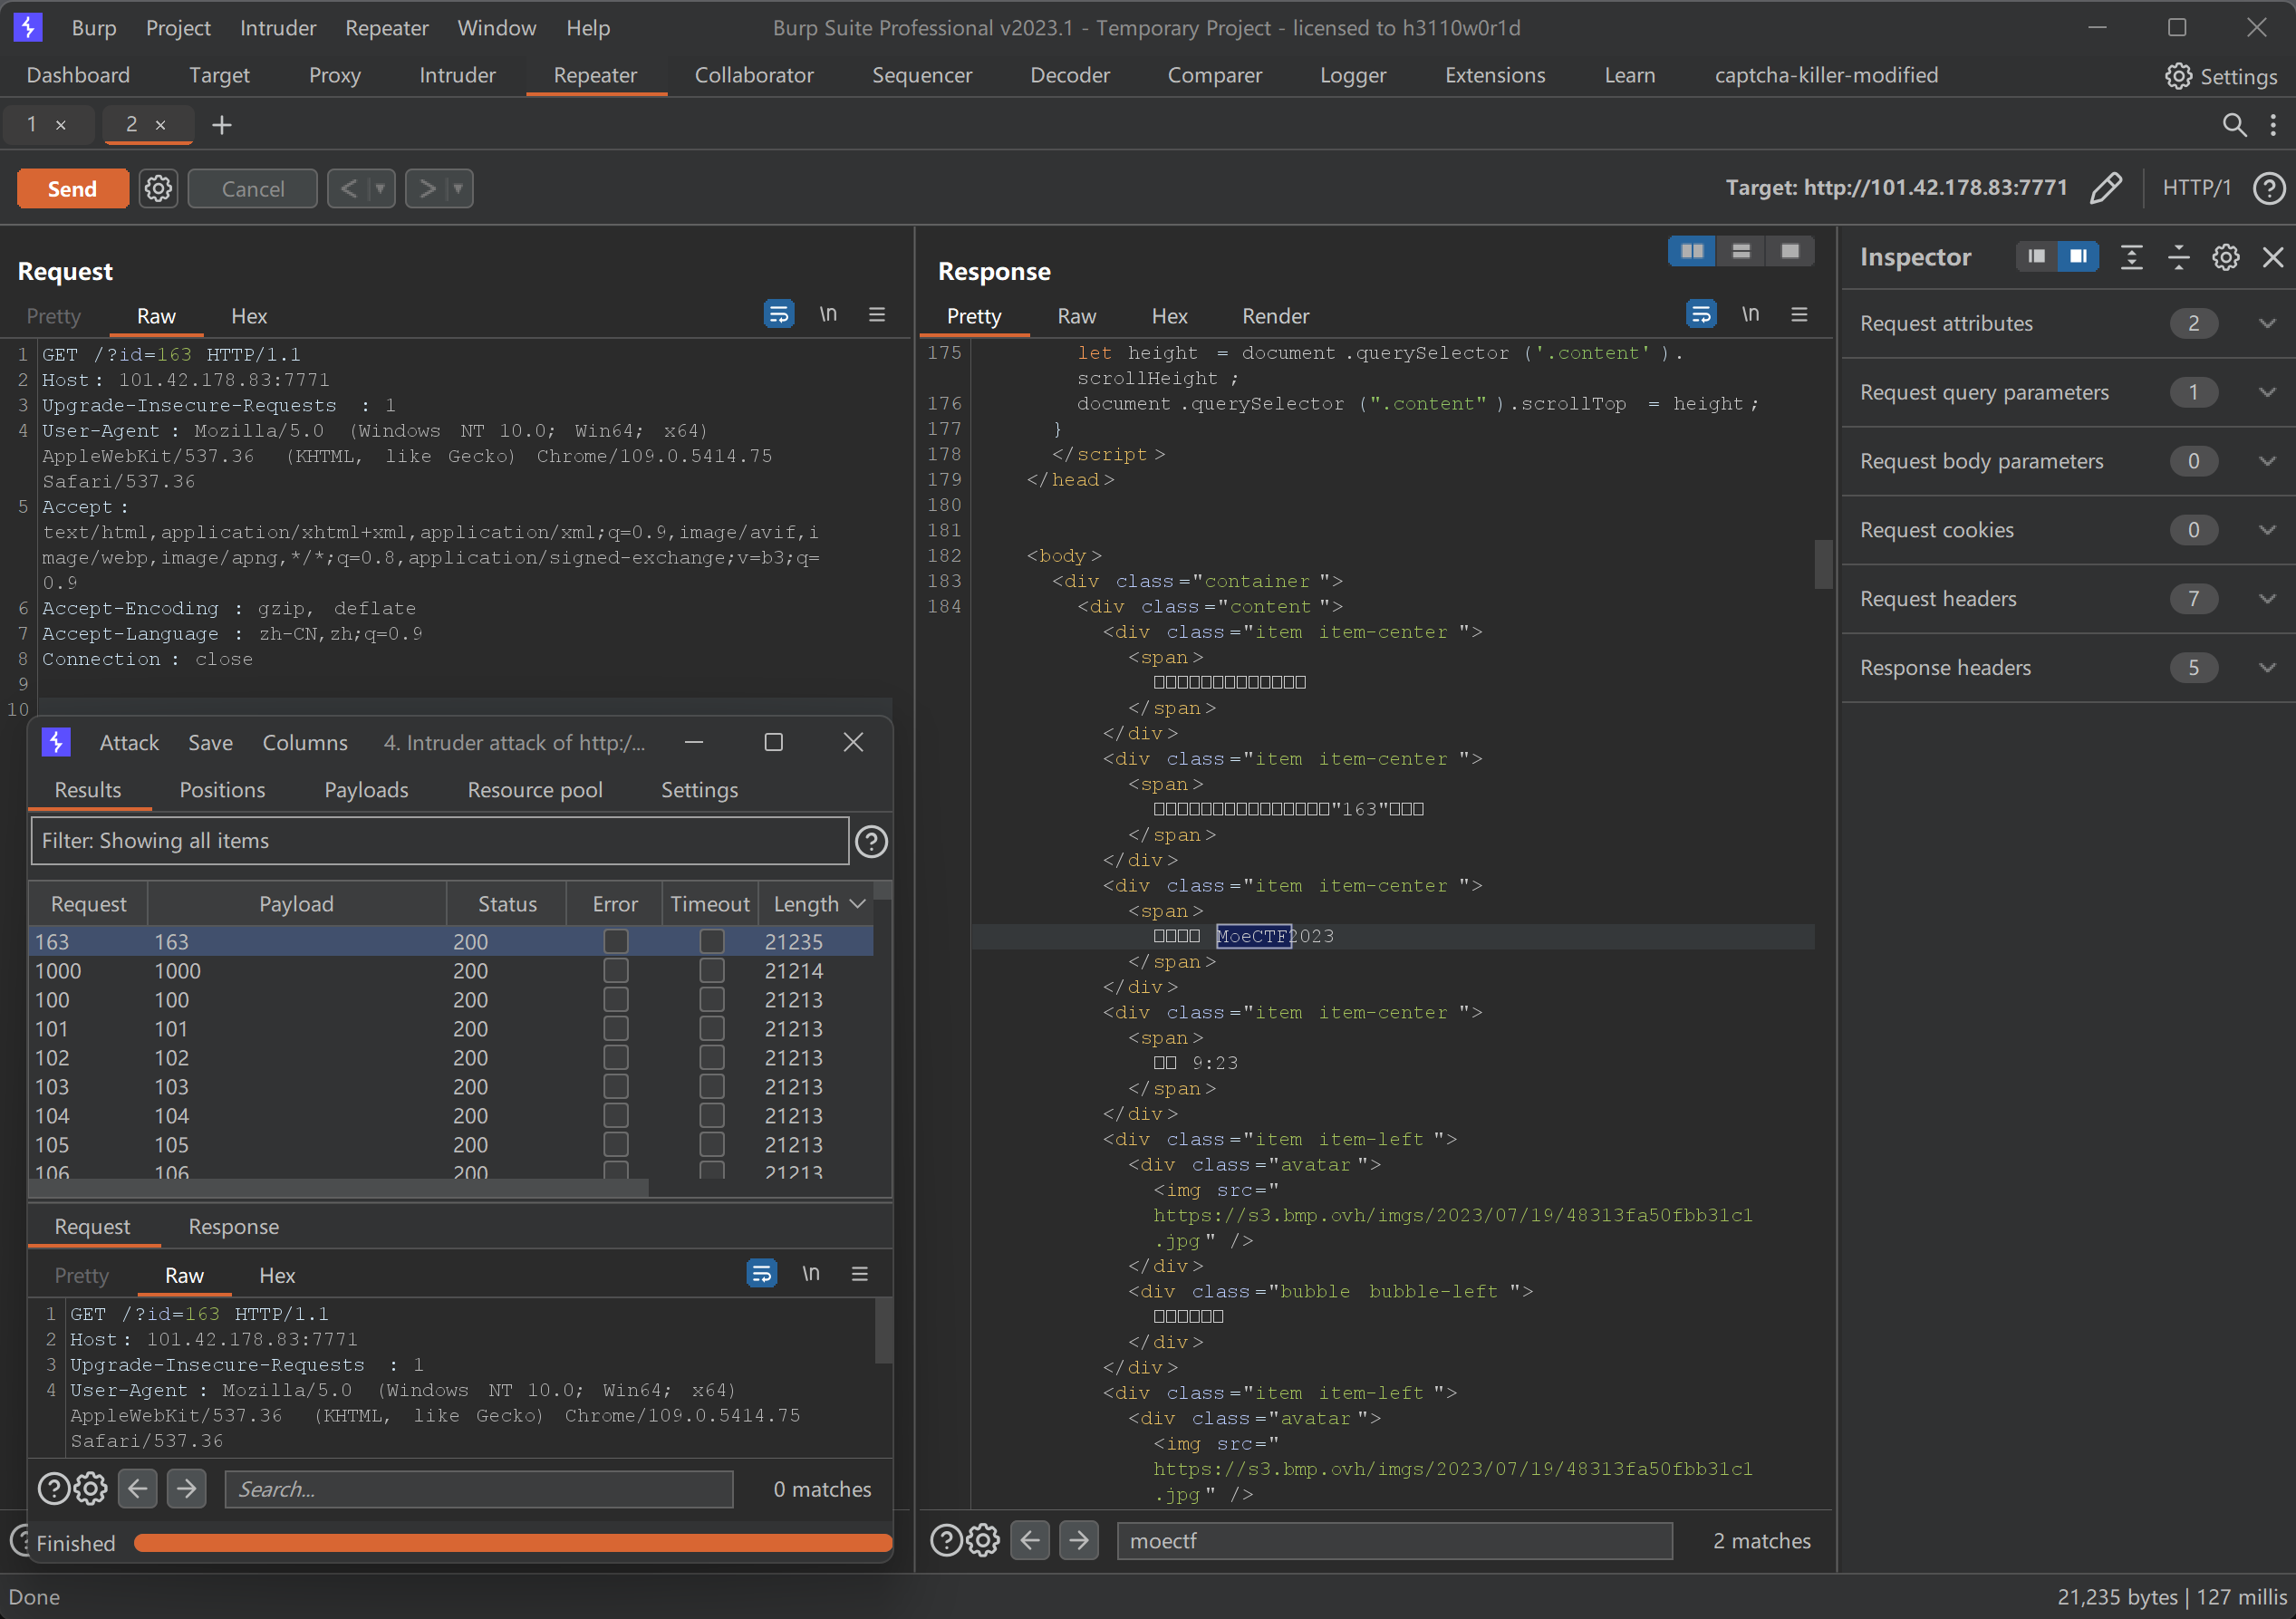 Burp Project Intruder Repeater Window Help Burp Suite Professional v2023.1 - Temporary Project - licensed to h3110w0r1d
Dashboard Target Proxy Intruder Repeater Collaborator Sequencer Decoder Comparer Logger Extensions Learn captcha-killer-modified Settings
1 × 2 × +
Send Cancel < > Target: http://101.42.178.83:7771 HTTP/1
Request
Pretty Raw Hex \n
1 GET /?id=163 HTTP/1.1
2 Host: 101.42.178.83:7771
3 Upgrade-Insecure-Requests : 1
4 User-Agent : Mozilla/5.0 (Windows NT 10.0; Win64; x64)
AppleWebKit/537.36 (KHTML, like Gecko) Chrome/109.0.5414.75
Safari/537.36
5 Accept :
text/html,application/xhtml+xml,application/xml;q=0.9,image/avif,i
mage/webp,image/apng,*/*;q=0.8,application/signed-exchange;v=b3;q=
0.9
6 Accept-Encoding : gzip, deflate
7 Accept-Language : zh-CN,zh;q=0.9
8 Connection : close
9
10
Attack Save Columns 4. Intruder attack of http:/...
Results Positions Payloads Resource pool Settings
Filter: Showing all items
Request Payload Status Error Timeout Length
163 163 200 21235
1000 1000 200 21214
100 100 200 21213
101 101 200 21213
102 102 200 21213
103 103 200 21213
104 104 200 21213
105 105 200 21213
106 106 200 21213
Request Response
Pretty Raw Hex \n
1 GET /?id=163 HTTP/1.1
2 Host: 101.42.178.83:7771
3 Upgrade-Insecure-Requests : 1
4 User-Agent : Mozilla/5.0 (Windows NT 10.0; Win64; x64)
AppleWebKit/537.36 (KHTML, like Gecko) Chrome/109.0.5414.75
Safari/537.36
Search... 0 matches
Finished
Response
Pretty Raw Hex Render \n
175 let height = document .querySelector ('.content' ).
scrollHeight ;
176 document .querySelector (".content" ).scrollTop = height ;
177 }
178 </script >
179 </head >
180
181
182 <body >
183 <div class ="container ">
184 <div class ="content ">
<div class ="item item-center ">
<span >
□□□□□□□□□□□□□
</span >
</div >
<div class ="item item-center ">
<span >
□□□□□□□□□□□□□□□"163"□□□
</span >
</div >
<div class ="item item-center ">
<span >
□□□□ MoeCTF2023
</span >
</div >
<div class ="item item-center ">
<span >
□□ 9:23
</span >
</div >
<div class ="item item-left ">
<div class ="avatar ">
<img src="
https://s3.bmp.ovh/imgs/2023/07/19/48313fa50fbb31c1
.jpg " />
</div >
<div class ="bubble bubble-left ">
□□□□□□
</div >
</div >
<div class ="item item-left ">
<div class ="avatar ">
<img src="
https://s3.bmp.ovh/imgs/2023/07/19/48313fa50fbb31c1
.jpg " />
moectf 2 matches
Inspector
Request attributes 2
Request query parameters 1
Request body parameters 0
Request cookies 0
Request headers 7
Response headers 5
Done 21,235 bytes | 127 millis